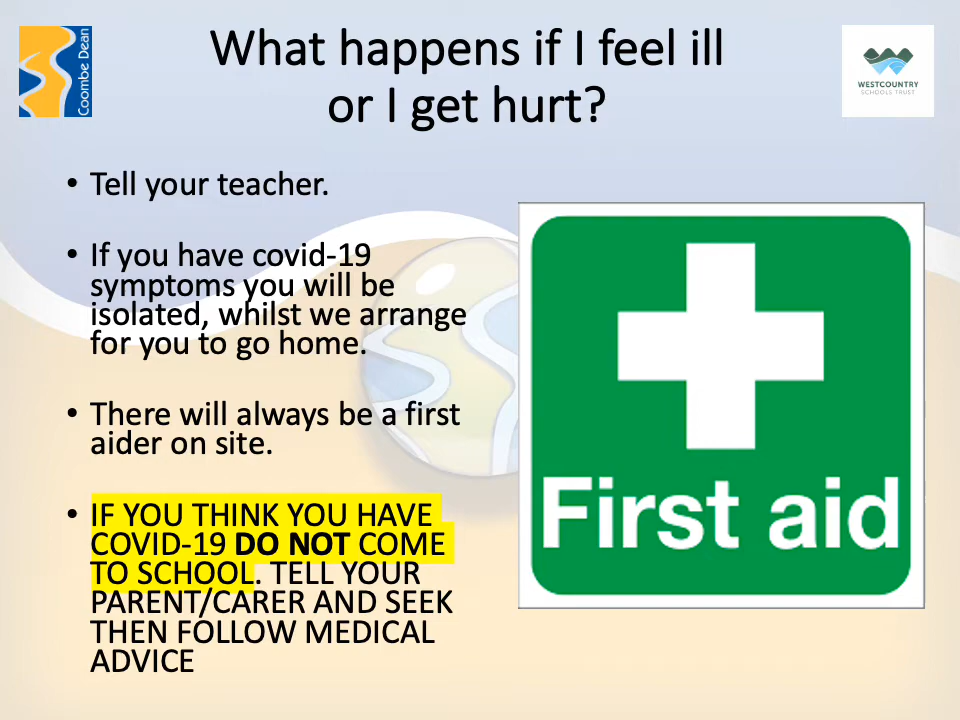 Coombe Dean
What happens if I feel ill
or I get hurt?
WESTCOUNTRY
SCHOOLS TRUST
• Tell your teacher.
• If you have covid-19
symptoms you will be
isolated, whilst we arrange
for you to go home.
• There will always be a first
aider on site.
• IF YOU THINK YOU HAVE
COVID-19 DO NOT COME
TO SCHOOL. TELL YOUR
PARENT/CARER AND SEEK
THEN FOLLOW MEDICAL
ADVICE
First aid